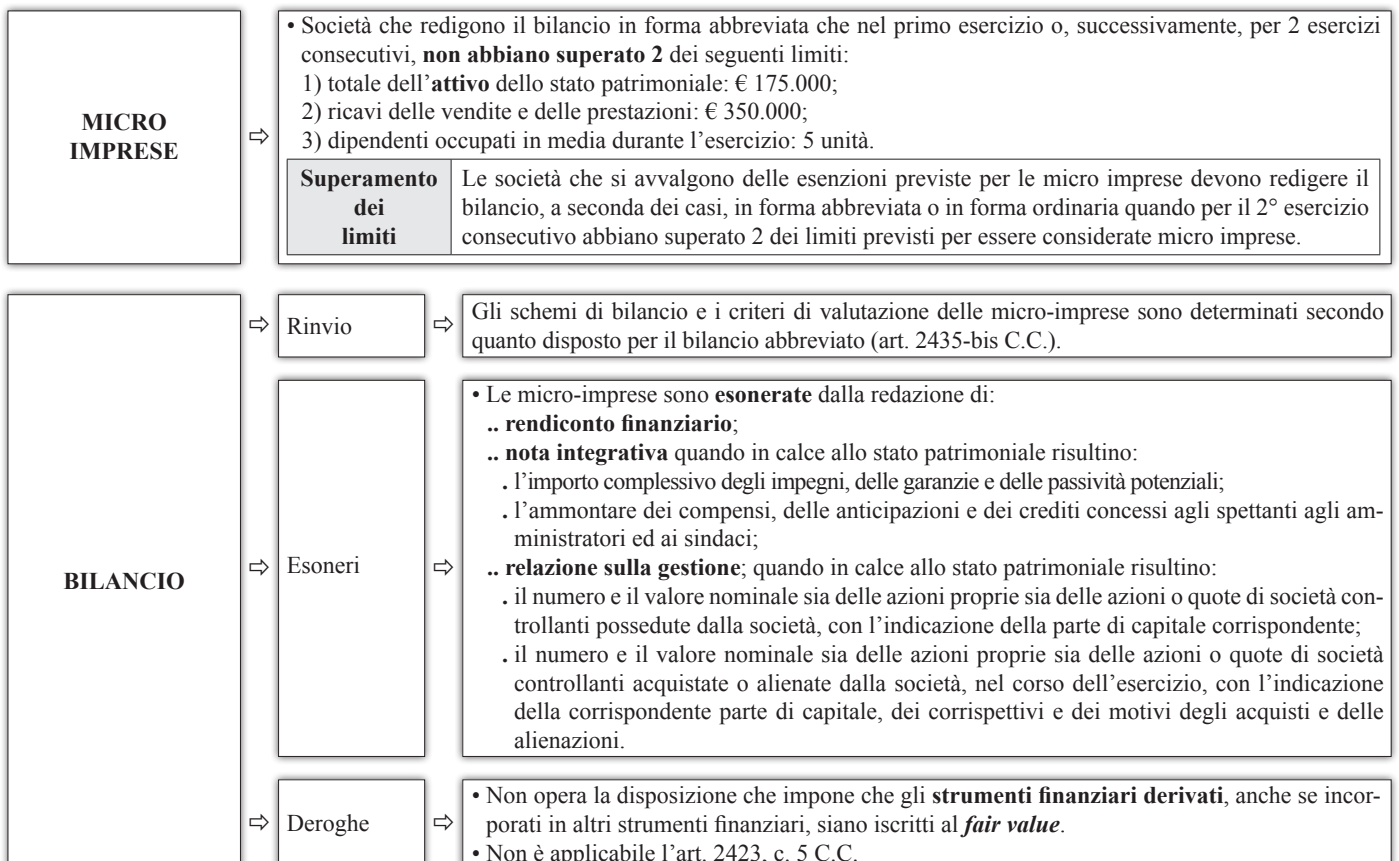 MICRO
IMPRESE
⇨
• Società che redigono il bilancio in forma abbreviata che nel primo esercizio o, successivamente, per 2 esercizi
consecutivi, non abbiano superato 2 dei seguenti limiti:
1) totale dell’attivo dello stato patrimoniale: € 175.000;
2) ricavi delle vendite e delle prestazioni: € 350.000;
3) dipendenti occupati in media durante l’esercizio: 5 unità.
Superamento
dei
limiti
Le società che si avvalgono delle esenzioni previste per le micro imprese devono redigere il
bilancio, a seconda dei casi, in forma abbreviata o in forma ordinaria quando per il 2° esercizio
consecutivo abbiano superato 2 dei limiti previsti per essere considerate micro imprese.
BILANCIO
⇨
Rinvio
⇨
Gli schemi di bilancio e i criteri di valutazione delle micro-imprese sono determinati secondo
quanto disposto per il bilancio abbreviato (art. 2435-bis C.C.).
⇨
Esoneri
⇨
• Le micro-imprese sono esonerate dalla redazione di:
.. rendiconto finanziario;
.. nota integrativa quando in calce allo stato patrimoniale risultino:
. l’importo complessivo degli impegni, delle garanzie e delle passività potenziali;
. l’ammontare dei compensi, delle anticipazioni e dei crediti concessi agli spettanti agli am-
ministratori ed ai sindaci;
.. relazione sulla gestione; quando in calce allo stato patrimoniale risultino:
. il numero e il valore nominale sia delle azioni proprie sia delle azioni o quote di società con-
trollanti possedute dalla società, con l’indicazione della parte di capitale corrispondente;
. il numero e il valore nominale sia delle azioni proprie sia delle azioni o quote di società
controllanti acquistate o alienate dalla società, nel corso dell’esercizio, con l’indicazione
della corrispondente parte di capitale, dei corrispettivi e dei motivi degli acquisti e delle
alienazioni.
⇨
Deroghe
⇨
• Non opera la disposizione che impone che gli strumenti finanziari derivati, anche se incor-
porati in altri strumenti finanziari, siano iscritti al fair value.
• Non è applicabile l’art. 2423, c. 5 C.C.